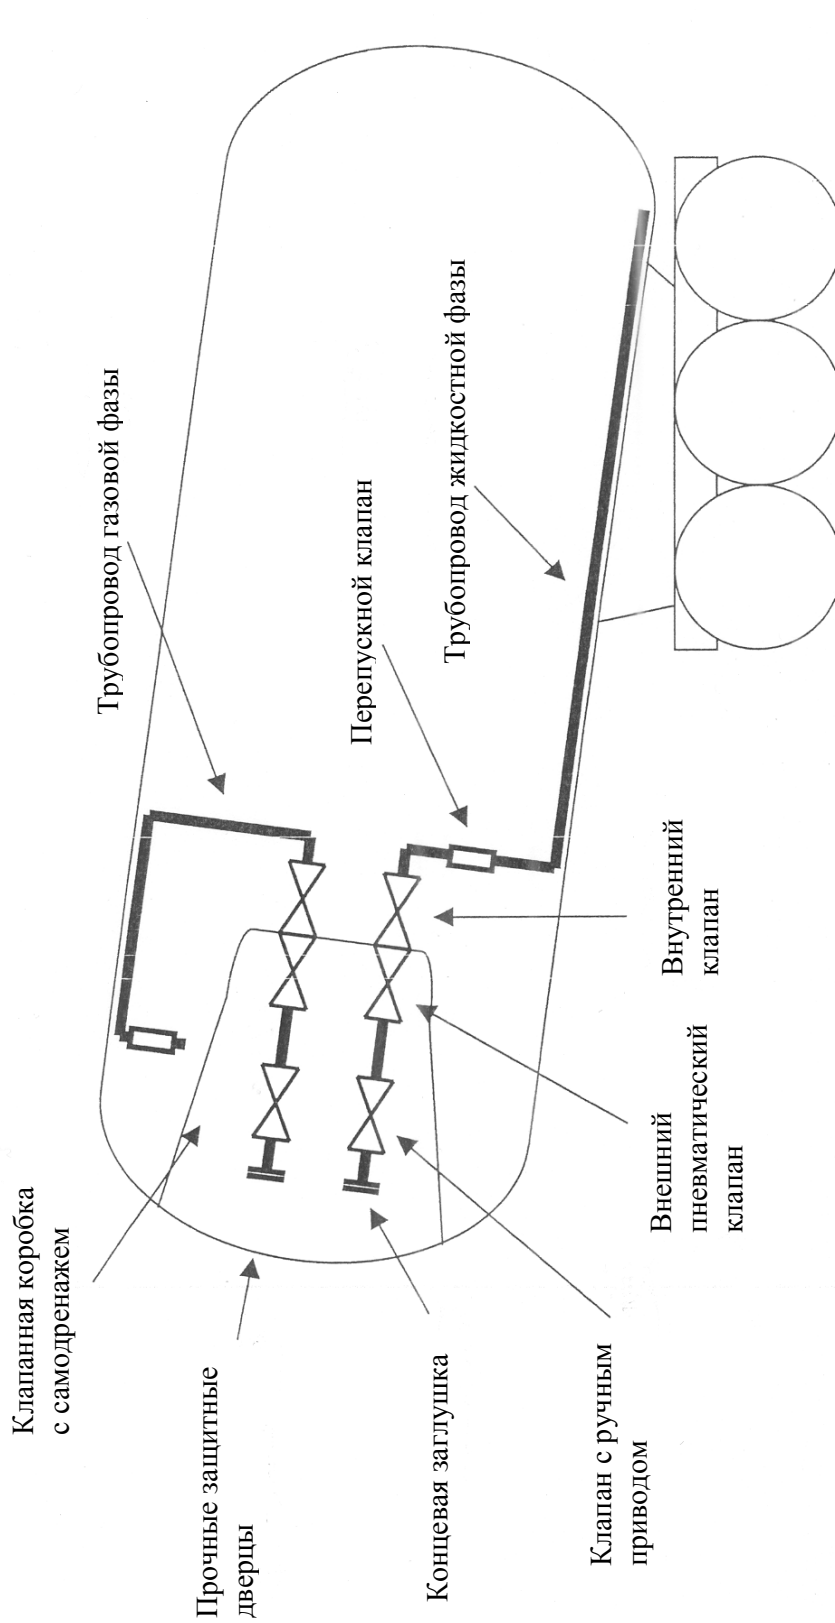 Клапанная коробка
с самодренажем
Трубопровод газовой фазы
Прочные защитные
дверцы
Перепускной клапан
Концевая заглушка
Трубопровод жидкостной фазы
Клапан с ручным
приводом
Внешний
пневматический
клапан
Внутренний
клапан